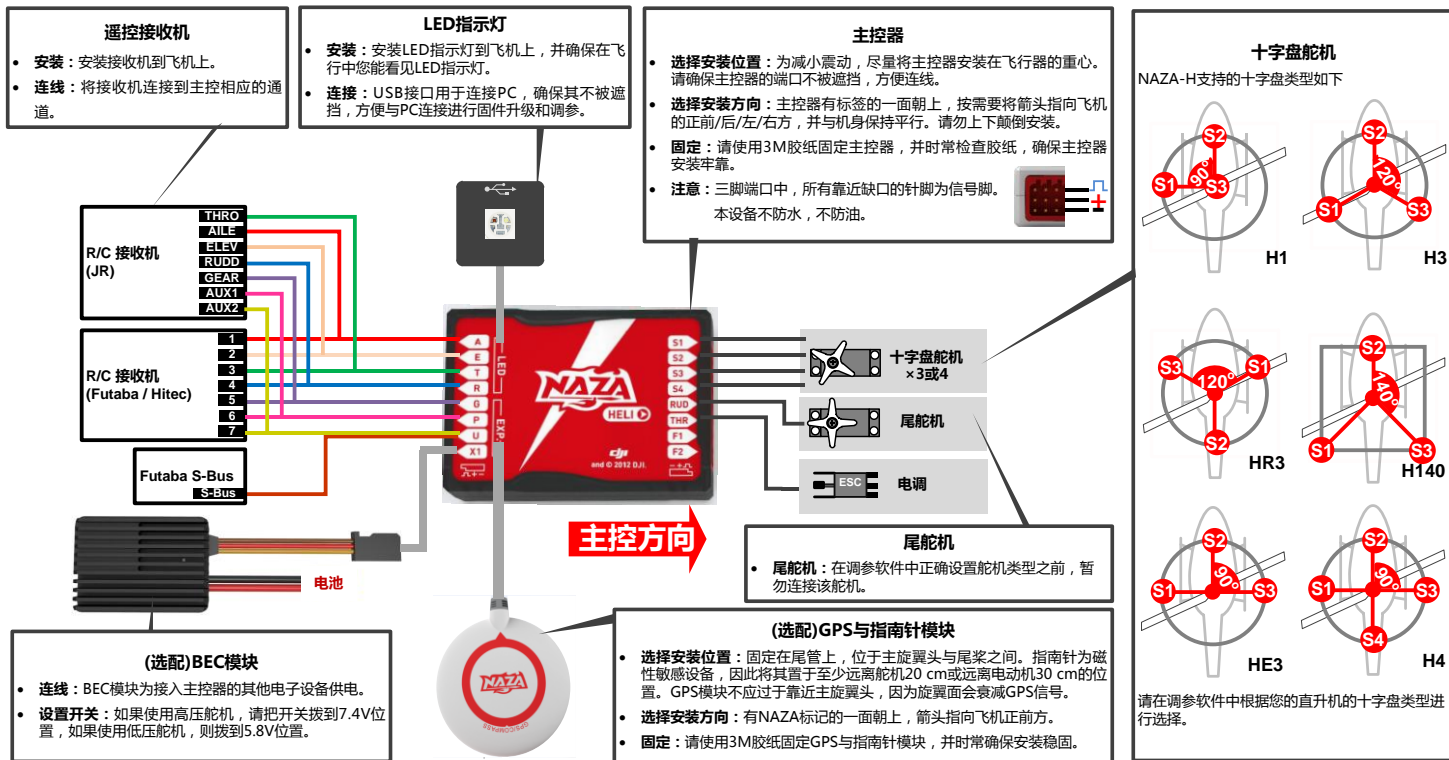 遥控接收机
• 安装：安装接收机到飞机上。
• 连线：将接收机连接到主控相应的通
道。
LED指示灯
• 安装：安装LED指示灯到飞机上，并确保在飞
行中您能看见LED指示灯。
• 连接：USB接口用于连接PC，确保其不被遮
挡，方便与PC连接进行固件升级和调参。
主控器
• 选择安装位置：为减小震动，尽量将主控器安装在飞行器的重心。
请确保主控器的端口不被遮挡，方便连线。
• 选择安装方向：主控器有标签的一面朝上，按需要将箭头指向飞机
的正前/后/左/右方，并与机身保持平行。请勿上下颠倒安装。
• 固定：请使用3M胶纸固定主控器，并时常检查胶纸，确保主控器
安装牢靠。
• 注意：三脚端口中，所有靠近缺口的针脚为信号脚。
本设备不防水，不防油。
十字盘舵机
NAZA-H支持的十字盘类型如下
S2
90°
S1
S3
H1
S2
120°
S1
S3
H3
S3
120°
S1
S2
HR3
S2
140°
S1
S3
H140
S2
90°
S1
S3
HE3
S2
90°
S1
S3
S4
H4
请在调参软件中根据您的直升机的十字盘类型进
行选择。
R/C 接收机
(JR)
THRO
AILE
ELEV
RUDD
GEAR
AUX1
AUX2
R/C 接收机
(Futaba / Hitec)
1
2
3
4
5
6
7
Futaba S-Bus
S-Bus
A
E
T
R
G
P
U
X1
LED
EXP.
NAZA
HELI
dji
and © 2012 DJI.
S1
S2
S3
S4
RUD
THR
F1
F2
十字盘舵机
×3或4
尾舵机
ESC
电调
主控方向
电池
尾舵机
• 尾舵机：在调参软件中正确设置舵机类型之前，暂
勿连接该舵机。
(选配)BEC模块
• 连线：BEC模块为接入主控器的其他电子设备供电。
• 设置开关：如果使用高压舵机，请把开关拨到7.4V位
置，如果使用低压舵机，则拨到5.8V位置。
NAZA
GPS/COMPASS
(选配)GPS与指南针模块
• 选择安装位置：固定在尾管上，位于主旋翼头与尾桨之间。指南针为磁
性敏感设备，因此将其置于至少远离舵机20 cm或远离电动机30 cm的位
置。GPS模块不应过于靠近主旋翼头，因为旋翼面会衰减GPS信号。
• 选择安装方向：有NAZA标记的一面朝上，箭头指向飞机正前方。
• 固定：请使用3M胶纸固定GPS与指南针模块，并时常确保安装稳固。